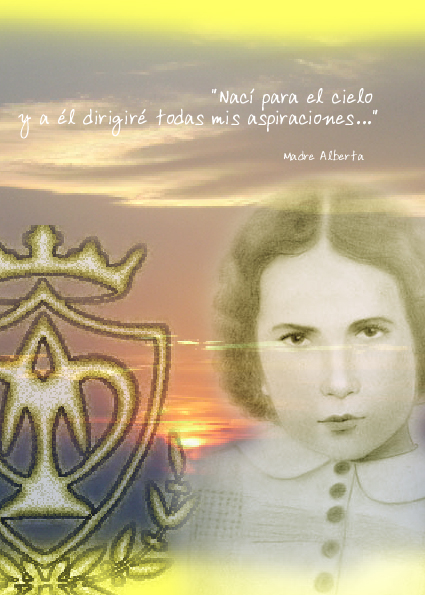 "Nací para el cielo
y a él dirigiré todas mis aspiraciones..."
Madre Alberta